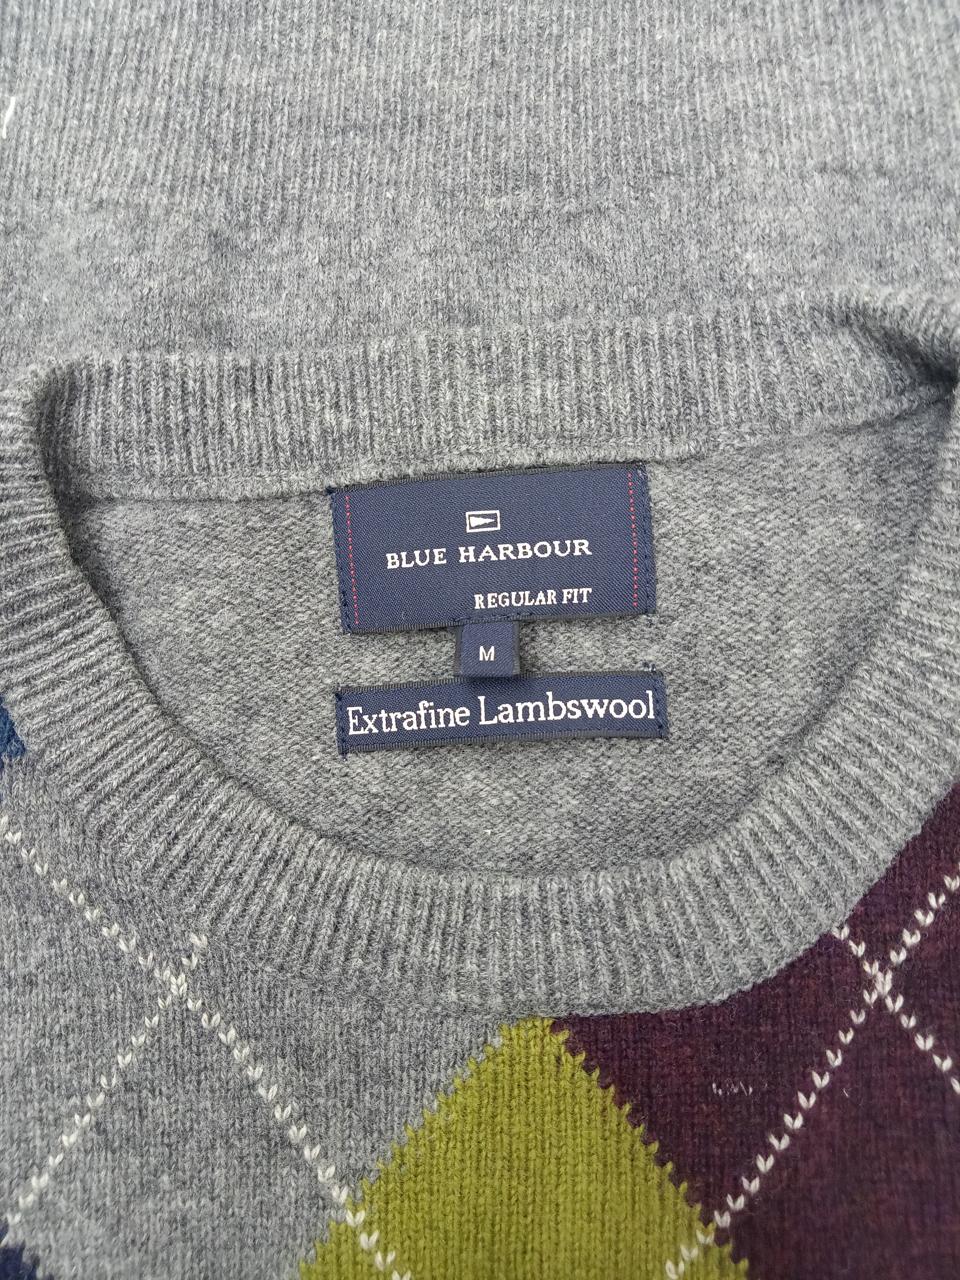 BLUE HARBOUR
REGULAR FIT
M
Extrafine Lambswool